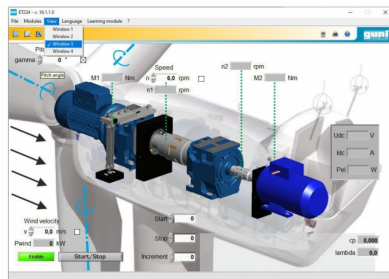 ET224 - v. 18.1.1.0
File Modules View Language Learning module ?
Window 1
Window 2
✓ Window 3
Window 4
gunt
gamma 0 °
Pitch angle
Speed
n 6,0 rpm
n1 rpm
M1 Nm
n2 rpm
M2 Nm
Udc V
Idc A
Pel W
Wind velocity
v 0,0 m/s
Pwind 0 kW
Enable Start/Stop
Start 0
Stop 0
Increment 0
cp 0,000
lambda 0,0